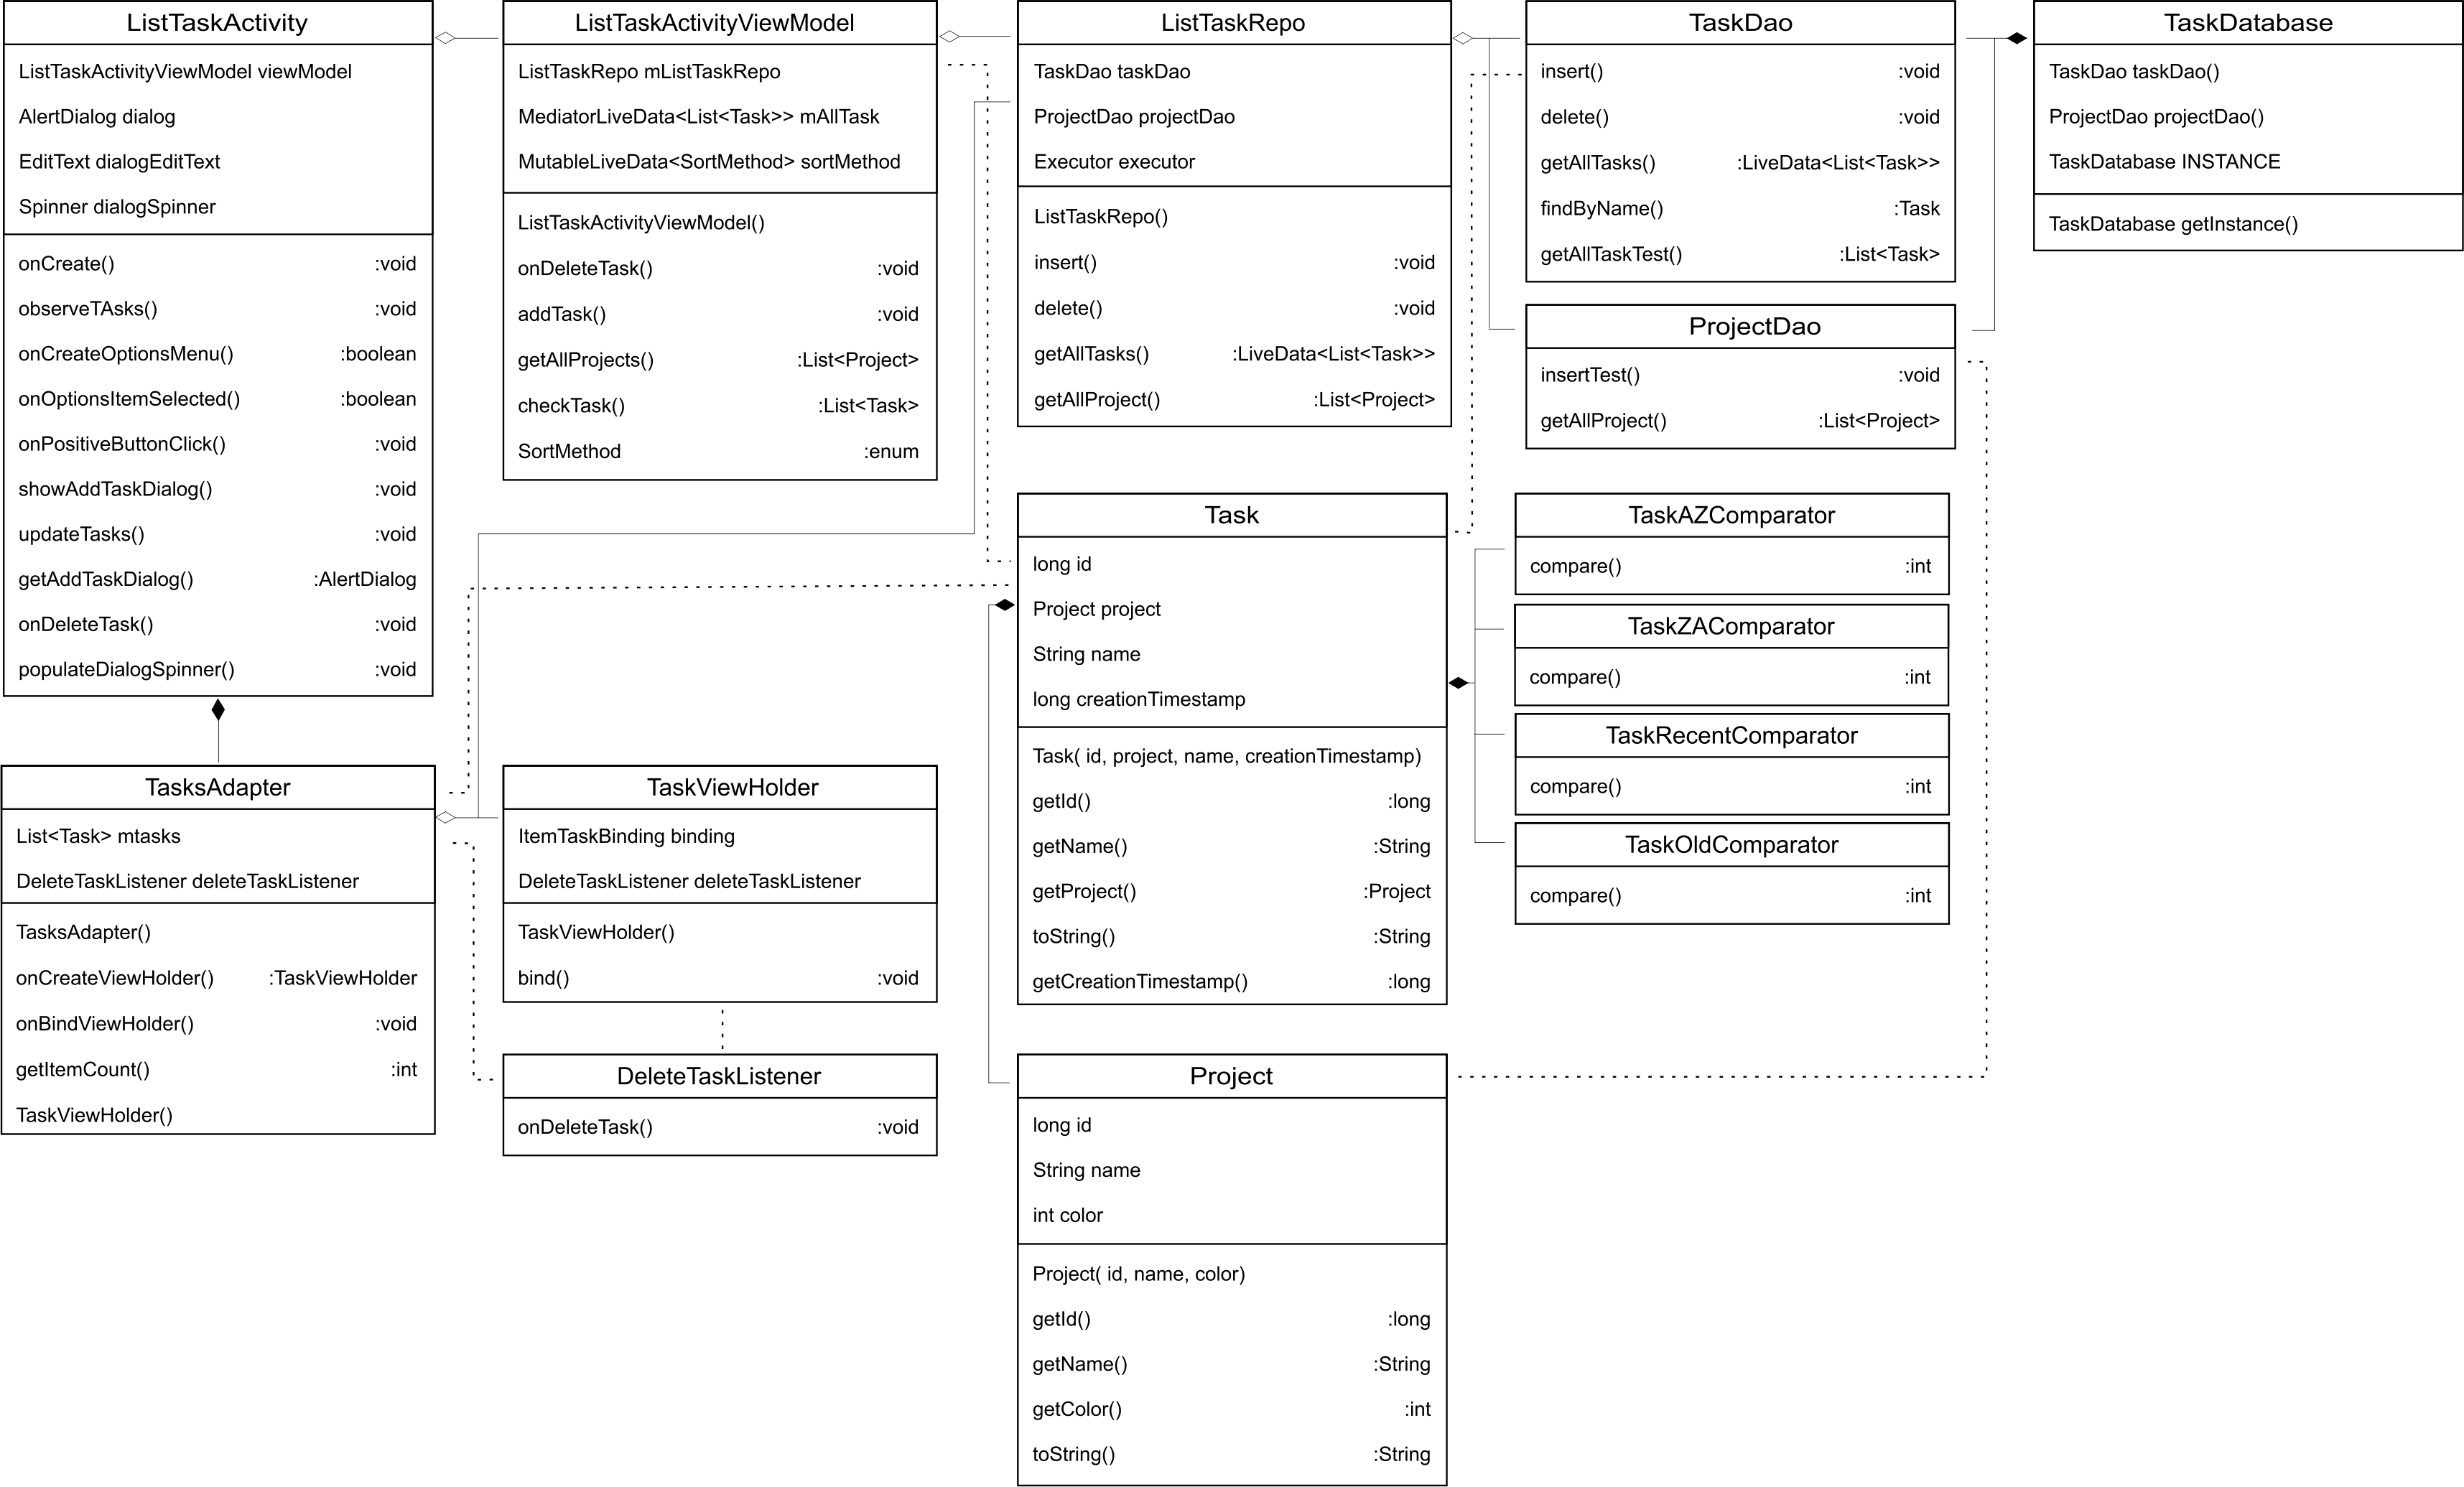 ListTaskActivity
ListTaskActivityViewModel viewModel
AlertDialog dialog
EditText dialogEditText
Spinner dialogSpinner
onCreate() :void
observeTAsks() :void
onCreateOptionsMenu() :boolean
onOptionsItemSelected() :boolean
onPositiveButtonClick() :void
showAddTaskDialog() :void
updateTasks() :void
getAddTaskDialog() :AlertDialog
onDeleteTask() :void
populateDialogSpinner() :void
ListTaskActivityViewModel
ListTaskRepo mListTaskRepo
MediatorLiveData<List<Task>> mAllTask
MutableLiveData<SortMethod> sortMethod
ListTaskActivityViewModel()
onDeleteTask() :void
addTask() :void
getAllProjects() :List<Project>
checkTask() :List<Task>
SortMethod :enum
ListTaskRepo
TaskDao taskDao
ProjectDao projectDao
Executor executor
ListTaskRepo()
insert() :void
delete() :void
getAllTasks() :LiveData<List<Task>>
getAllProject() :List<Project>
TaskDao
insert() :void
delete() :void
getAllTasks() :LiveData<List<Task>>
findByName() :Task
getAllTaskTest() :List<Task>
TaskDatabase
TaskDao taskDao()
ProjectDao projectDao()
TaskDatabase INSTANCE
TaskDatabase getInstance()
ProjectDao
insertTest() :void
getAllProject() :List<Project>
Task
long id
Project project
String name
long creationTimestamp
Task( id, project, name, creationTimestamp)
getId() :long
getName() :String
getProject() :Project
toString() :String
getCreationTimestamp() :long
TaskAZComparator
compare() :int
TaskZAComparator
compare() :int
TaskRecentComparator
compare() :int
TaskOldComparator
compare() :int
TasksAdapter
List<Task> mtasks
DeleteTaskListener deleteTaskListener
TasksAdapter()
onCreateViewHolder() :TaskViewHolder
onBindViewHolder() :void
getItemCount() :int
TaskViewHolder()
TaskViewHolder
ItemTaskBinding binding
DeleteTaskListener deleteTaskListener
TaskViewHolder()
bind() :void
DeleteTaskListener
onDeleteTask() :void
Project
long id
String name
int color
Project( id, name, color)
getId() :long
getName() :String
getColor() :int
toString() :String